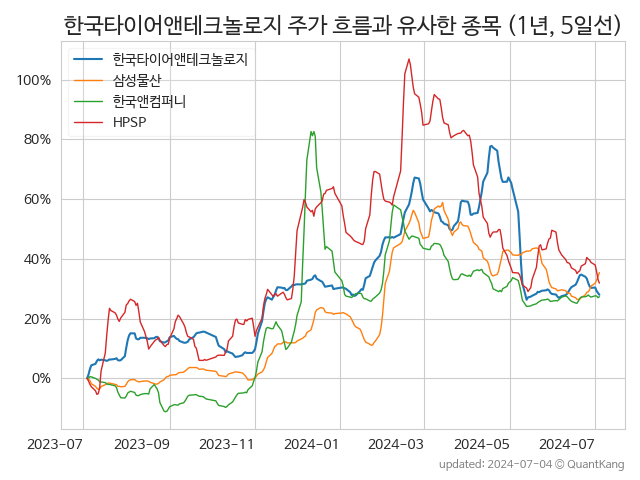 한국타이어앤테크놀로지 주가 흐름과 유사한 종목 (1년, 5일선)
한국타이어앤테크놀로지
삼성물산
한국앤컴퍼니
HPSP
100%
80%
60%
40%
20%
0%
2023-07
2023-09
2023-11
2024-01
2024-03
2024-05
2024-07
updated: 2024-07-04 © QuantKang